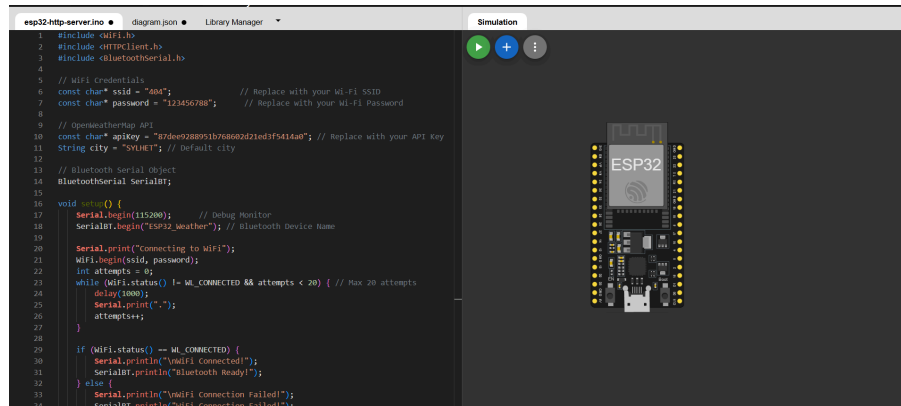 esp32-http-server.ino ● diagram.json ● Library Manager ▼
Simulation
1 #include <WiFi.h>
2 #include <HTTPClient.h>
3 #include <BluetoothSerial.h>
4
5 // WiFi Credentials
6 const char* ssid = "404"; // Replace with your Wi-Fi SSID
7 const char* password = "123456788"; // Replace with your Wi-Fi Password
8
9 // OpenWeatherMap API
10 const char* apiKey = "87dee9288951b768602d21ed3f5414a0"; // Replace with your API Key
11 String city = "SYLHET"; // Default city
12
13 // Bluetooth Serial Object
14 BluetoothSerial SerialBT;
15
16 void setup() {
17 Serial.begin(115200); // Debug Monitor
18 SerialBT.begin("ESP32_Weather"); // Bluetooth Device Name
19
20 Serial.print("Connecting to WiFi");
21 WiFi.begin(ssid, password);
22 int attempts = 0;
23 while (WiFi.status() != WL_CONNECTED && attempts < 20) { // Max 20 attempts
24 delay(1000);
25 Serial.print(".");
26 attempts++;
27 }
28
29 if (WiFi.status() == WL_CONNECTED) {
30 Serial.println("\nWiFi Connected!");
31 SerialBT.println("Bluetooth Ready!");
32 } else {
33 Serial.println("\nWiFi Connection Failed!");
34 SerialBT.println("WiFi Connection Failed!");
ESP32